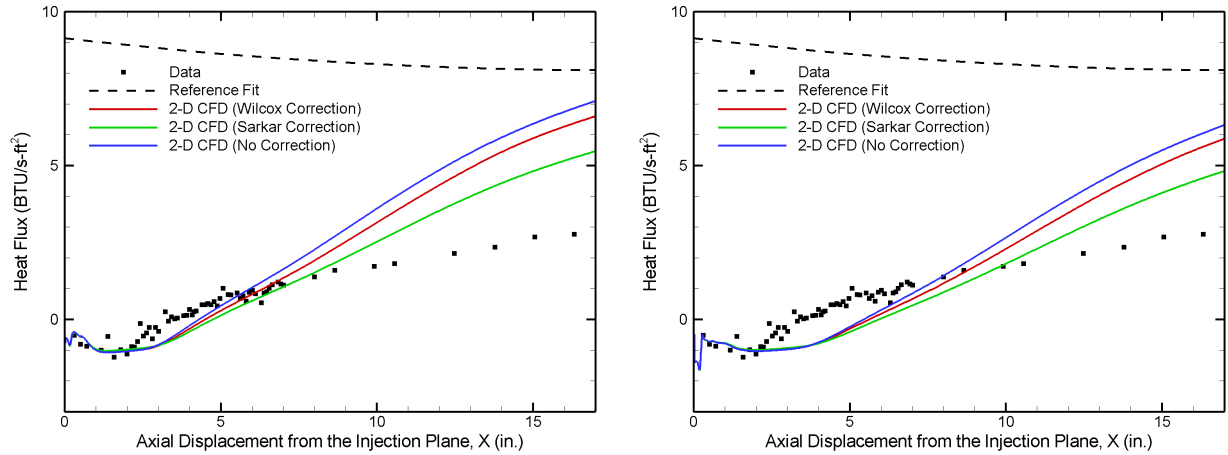 10
5
0
Heat Flux (BTU/s-ft²)
Data
Reference Fit
2-D CFD (Wilcox Correction)
2-D CFD (Sarkar Correction)
2-D CFD (No Correction)
0 5 10 15
Axial Displacement from the Injection Plane, X (in.)
10
5
0
Heat Flux (BTU/s-ft²)
Data
Reference Fit
2-D CFD (Wilcox Correction)
2-D CFD (Sarkar Correction)
2-D CFD (No Correction)
0 5 10 15
Axial Displacement from the Injection Plane, X (in.)